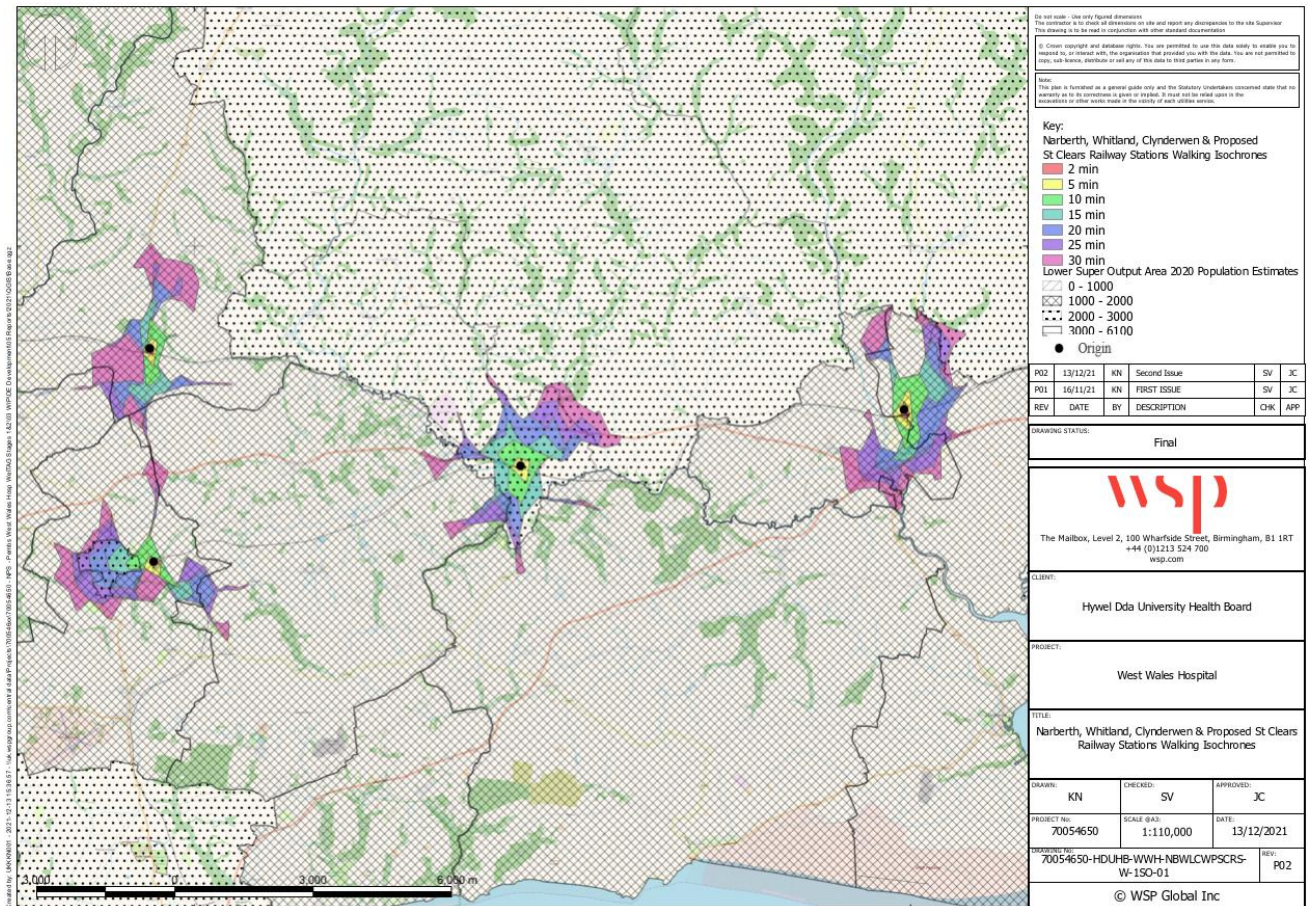 Do not scale - Use only figured dimensions
The contractor is to check all dimensions on site and report any discrepancies to the site Supervisor
This drawing is to be read in conjunction with other standard documentation
© Crown copyright and database rights. You are permitted to use this data solely to enable you to
respond to, or interact with, the organisation that provided you with the data. You are not permitted to
copy, sub-licence, distribute or sell any of this data to third parties in any form.
Note:
This plan is furnished as a general guide only and the Statutory Undertakers concerned state that no
warranty as to its correctness is given or implied. It must not be relied upon in the
excavations or other works made in the vicinity of each utilities service.
Key:
Narberth, Whitland, Clynderwen & Proposed
St Clears Railway Stations Walking Isochrones
2 min
5 min
10 min
15 min
20 min
25 min
30 min
Lower Super Output Area 2020 Population Estimates
0 - 1000
1000 - 2000
2000 - 3000
3000 - 6100
Origin
P02 13/12/21 KN Second Issue SV JC
P01 16/11/21 KN FIRST ISSUE SV JC
REV DATE BY DESCRIPTION CHK APP
DRAWING STATUS:
Final
wsp
The Mailbox, Level 2, 100 Wharfside Street, Birmingham, B1 1RT
+44 (0)1213 524 700
wsp.com
CLIENT:
Hywel Dda University Health Board
PROJECT:
West Wales Hospital
TITLE:
Narberth, Whitland, Clynderwen & Proposed St Clears
Railway Stations Walking Isochrones
DRAWN: CHECKED: APPROVED:
KN SV JC
PROJECT No: SCALE @A3: DATE:
70054650 1:110,000 13/12/2021
DRAWING No: REV:
70054650-HDUHB-WWH-NBWLCWPSCRS-
W-1SO-01
P02
© WSP Global Inc
3,000 0 3,000 6,000 m